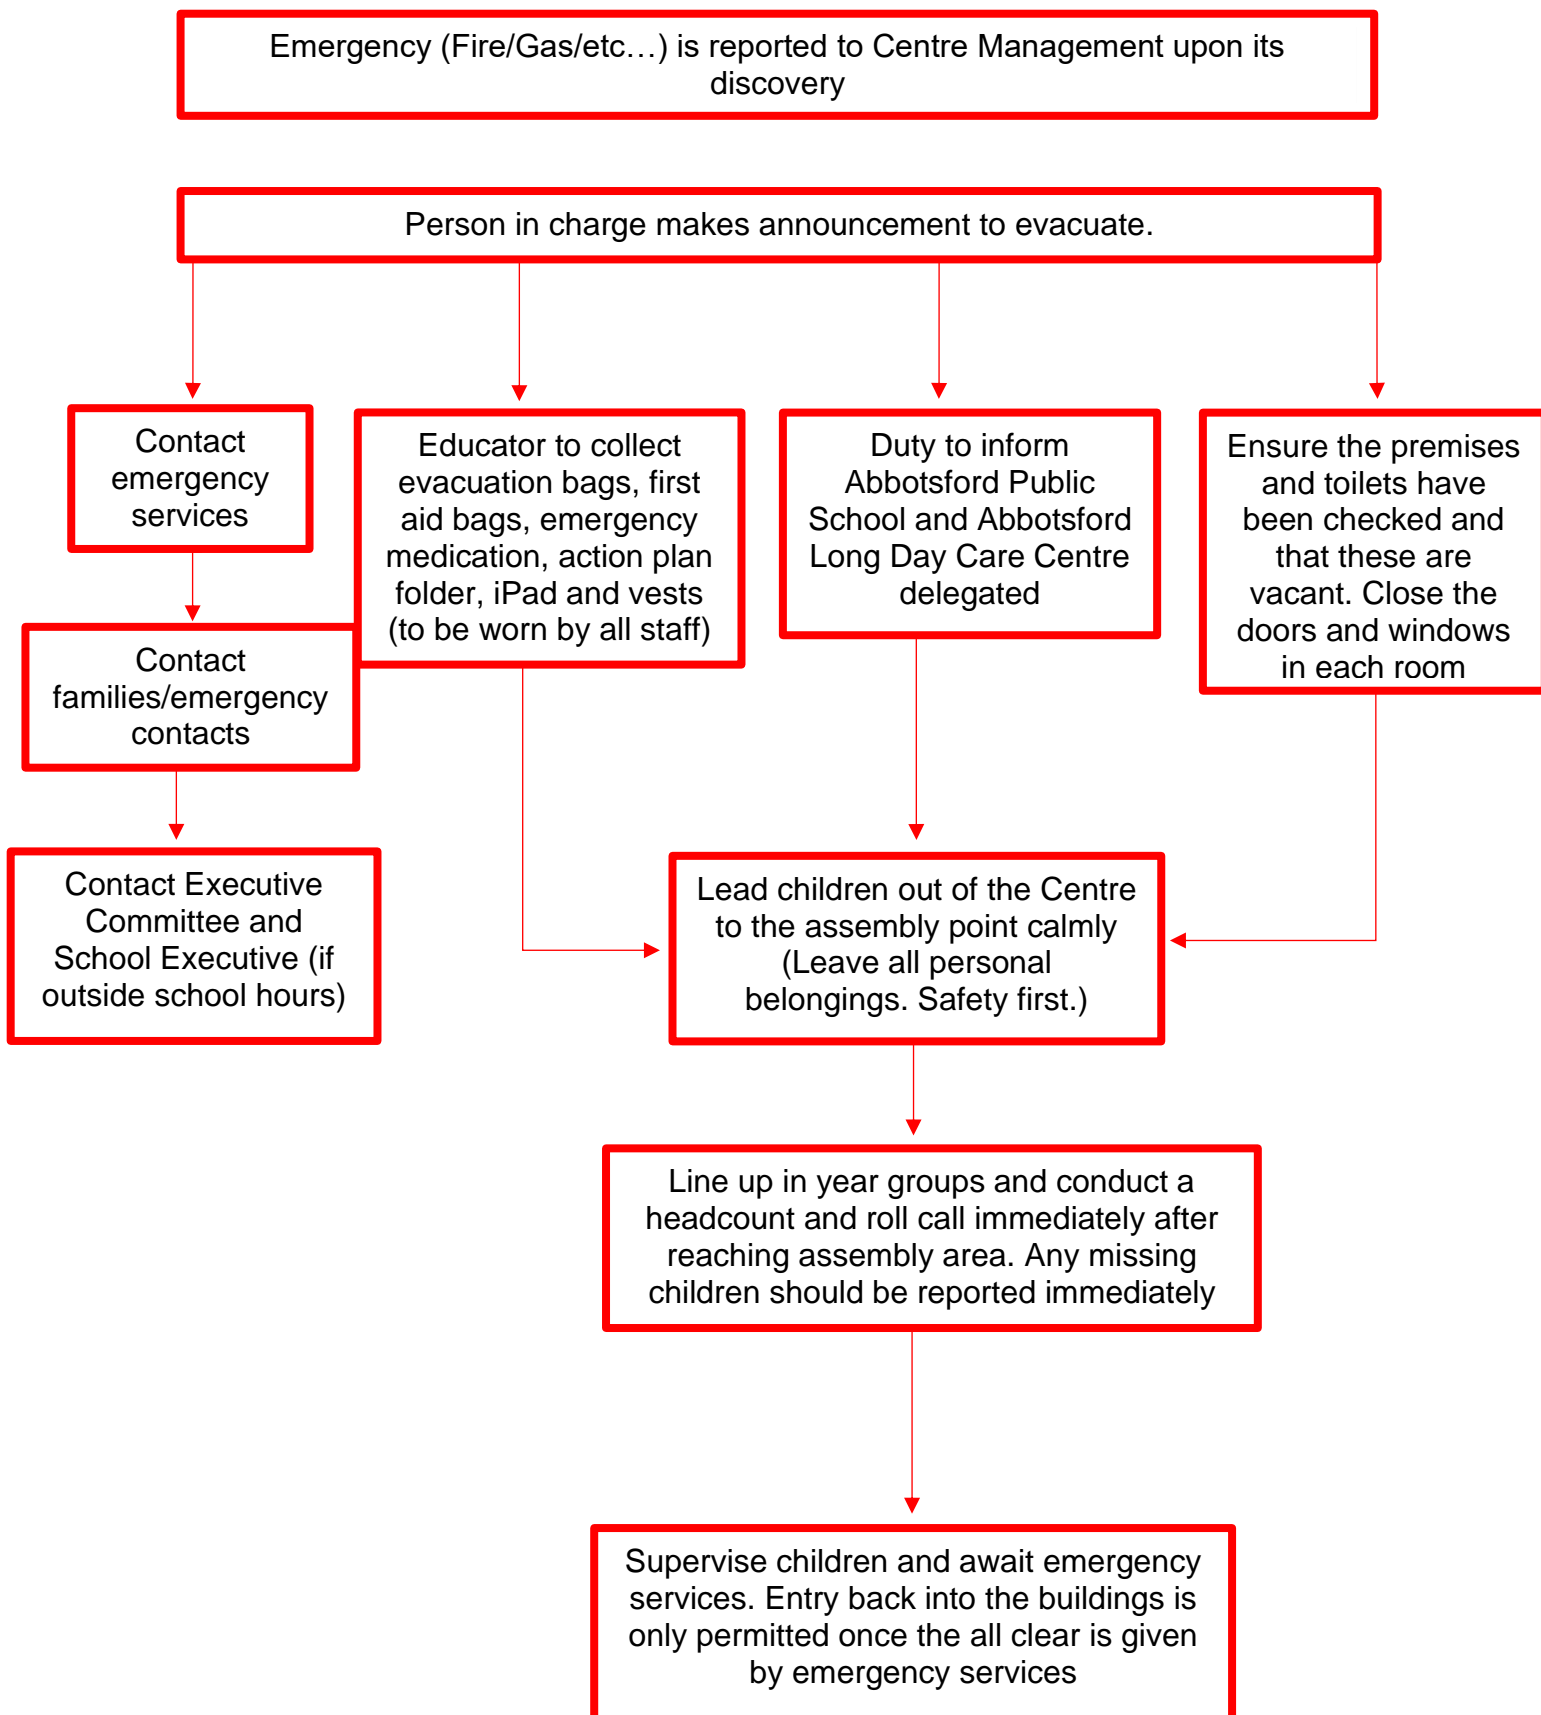 Emergency (Fire/Gas/etc…) is reported to Centre Management upon its
discovery
Person in charge makes announcement to evacuate.
Contact
emergency
services
Educator to collect
evacuation bags, first
aid bags, emergency
medication, action plan
folder, iPad and vests
(to be worn by all staff)
Duty to inform
Abbotsford Public
School and Abbotsford
Long Day Care Centre
delegated
Ensure the premises
and toilets have
been checked and
that these are
vacant. Close the
doors and windows
in each room
Contact
families/emergency
contacts
Contact Executive
Committee and
School Executive (if
outside school hours)
Lead children out of the Centre
to the assembly point calmly
(Leave all personal
belongings. Safety first.)
Line up in year groups and conduct a
headcount and roll call immediately after
reaching assembly area. Any missing
children should be reported immediately
Supervise children and await emergency
services. Entry back into the buildings is
only permitted once the all clear is given
by emergency services